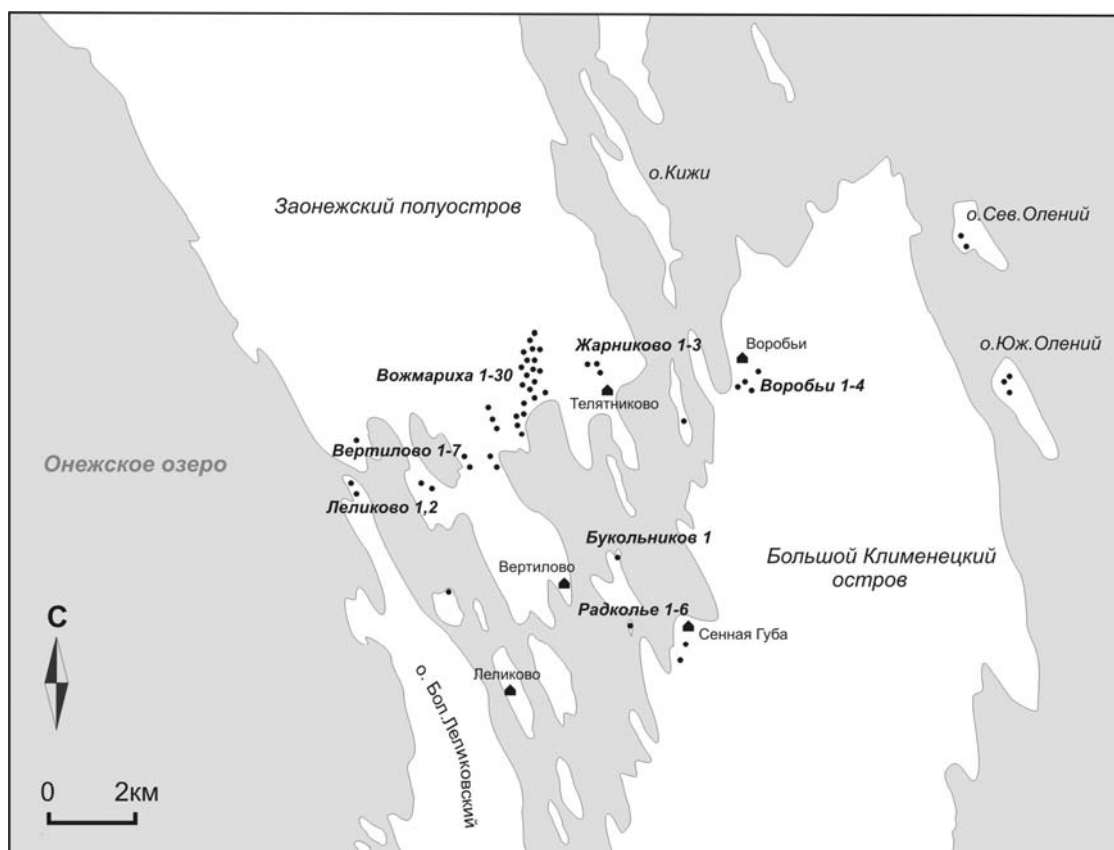 о.Кижи
Заонежский полуостров
о.Сев.Олений
Жарниково 1-3
Воробьи
о.Юж.Олений
Вожмариха 1-30
Воробьи 1-4
Телятниково
Вертилово 1-7
Онежское озеро
Леликово 1,2
Букольников 1
Большой Клименецкий
остров
Вертилово
Радколье 1-6
С
Сенная Губа
Леликово
о. Бол.Леликовский
0 2км